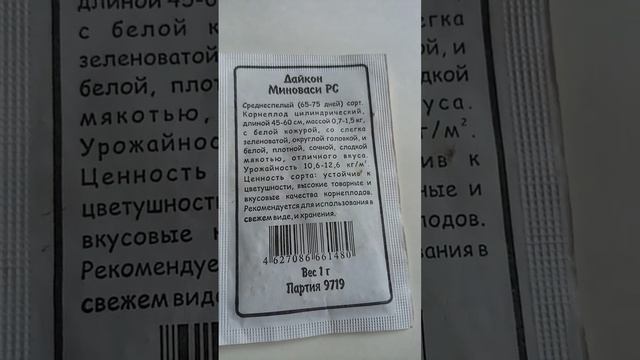 Дайкон
Миноваси РС
Среднеспелый (65-75 дней) сорт.
Корнеплод цилиндрический,
длиной 45-60 см, массой 0,7-1,5 кг,
с белой кожурой, со слегка
зеленоватой, округлой головкой, и
белой, плотной, сочной, сладкой
мякотью, отличного вкуса.
Урожайность 10,6-12,6 кг/м².
Ценность сорта: устойчив к
цветушности, высокие товарные и
вкусовые качества корнеплодов.
Рекомендуется для использования в
свежем виде, и хранения.
4 627086 661480
Вес 1 г
Партия 9719